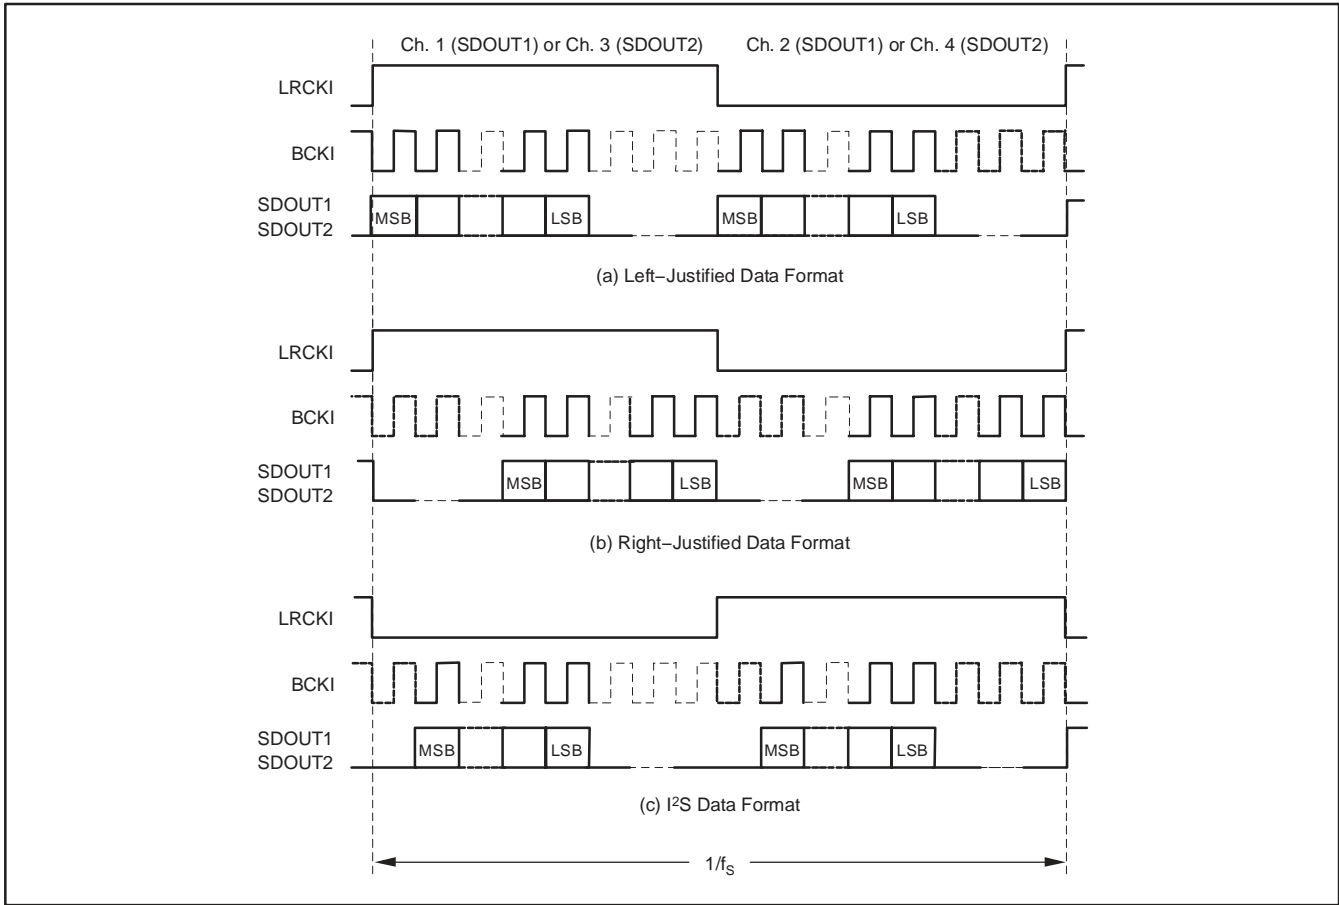 Ch. 1 (SDOUT1) or Ch. 3 (SDOUT2) Ch. 2 (SDOUT1) or Ch. 4 (SDOUT2)
LRCKI
BCKI
SDOUT1
SDOUT2
MSB LSB MSB LSB
(a) Left–Justified Data Format
LRCKI
BCKI
SDOUT1
SDOUT2
MSB LSB MSB LSB
(b) Right–Justified Data Format
LRCKI
BCKI
SDOUT1
SDOUT2
MSB LSB MSB LSB
(c) I²S Data Format
1/fS